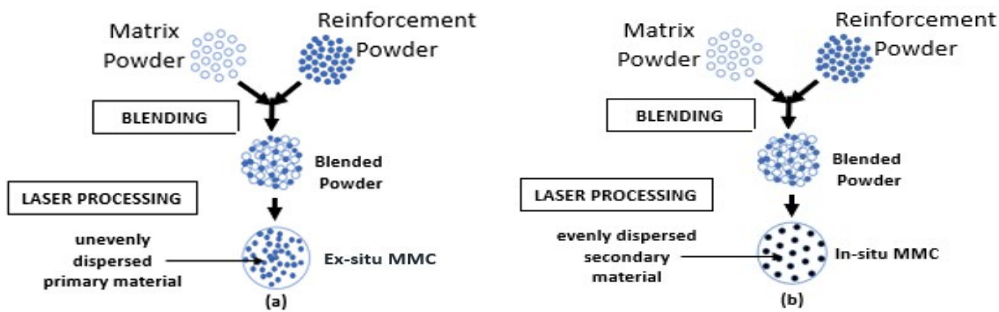 Matrix
Powder
Reinforcement
Powder
BLENDING
Blended
Powder
LASER PROCESSING
unevenly
dispersed
primary material
Ex-situ MMC
(a)
Matrix
Powder
Reinforcement
Powder
BLENDING
Blended
Powder
LASER PROCESSING
evenly dispersed
secondary
material
In-situ MMC
(b)